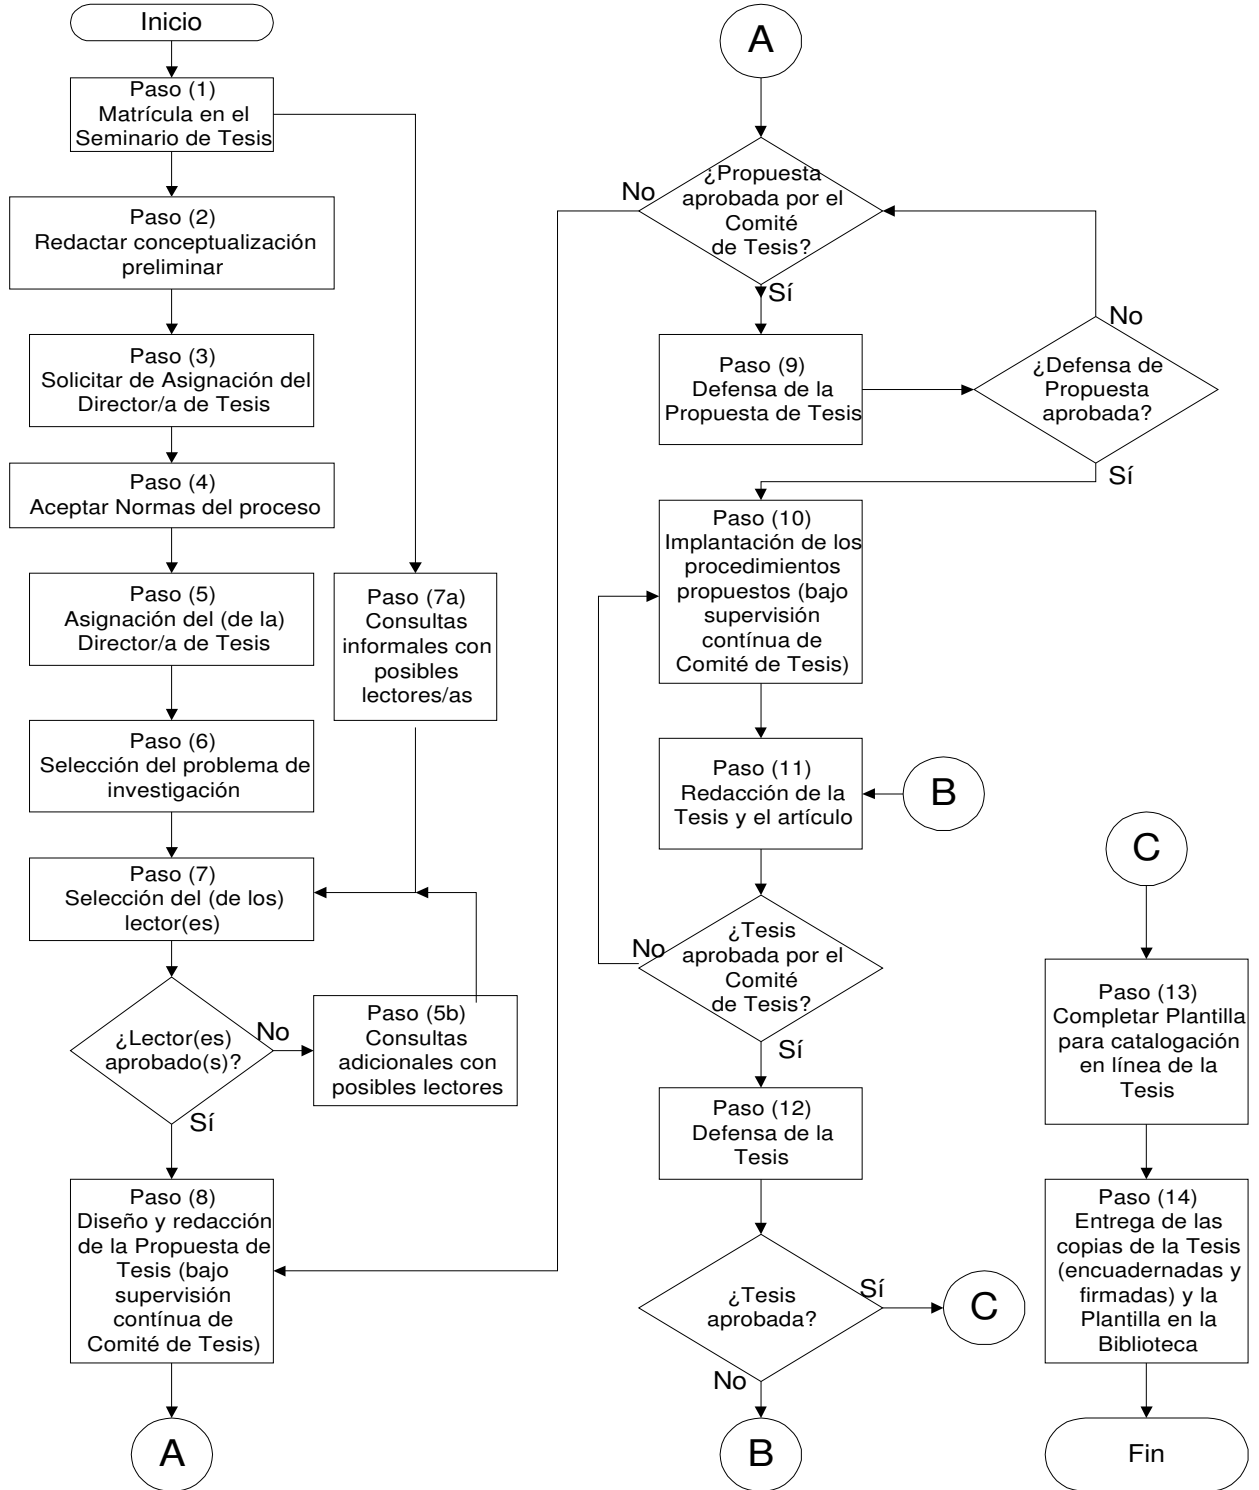 Inicio
Paso (1)
Matrícula en el
Seminario de Tesis
Paso (2)
Redactar conceptualización
preliminar
Paso (3)
Solicitar de Asignación del
Director/a de Tesis
Paso (4)
Aceptar Normas del proceso
Paso (5)
Asignación del (de la)
Director/a de Tesis
Paso (7a)
Consultas
informales con
posibles
lectores/as
Paso (6)
Selección del problema de
investigación
Paso (7)
Selección del (de los)
lector(es)
¿Lector(es)
aprobado(s)?
No
Paso (5b)
Consultas
adicionales con
posibles lectores
Sí
Paso (8)
Diseño y redacción
de la Propuesta de
Tesis (bajo
supervisión
contínua de
Comité de Tesis)
A
A
¿Propuesta
aprobada por el
Comité
de Tesis?
No
Sí
Paso (9)
Defensa de la
Propuesta de Tesis
¿Defensa de
Propuesta
aprobada?
No
Sí
Paso (10)
Implantación de los
procedimientos
propuestos (bajo
supervisión
contínua de
Comité de Tesis)
Paso (11)
Redacción de la
Tesis y el artículo
B
¿Tesis
aprobada por el
Comité
de Tesis?
No
Sí
Paso (12)
Defensa de la
Tesis
¿Tesis
aprobada?
Sí
C
No
B
C
Paso (13)
Completar Plantilla
para catalogación
en línea de la
Tesis
Paso (14)
Entrega de las
copias de la Tesis
(encuadernadas y
firmadas) y la
Plantilla en la
Biblioteca
Fin